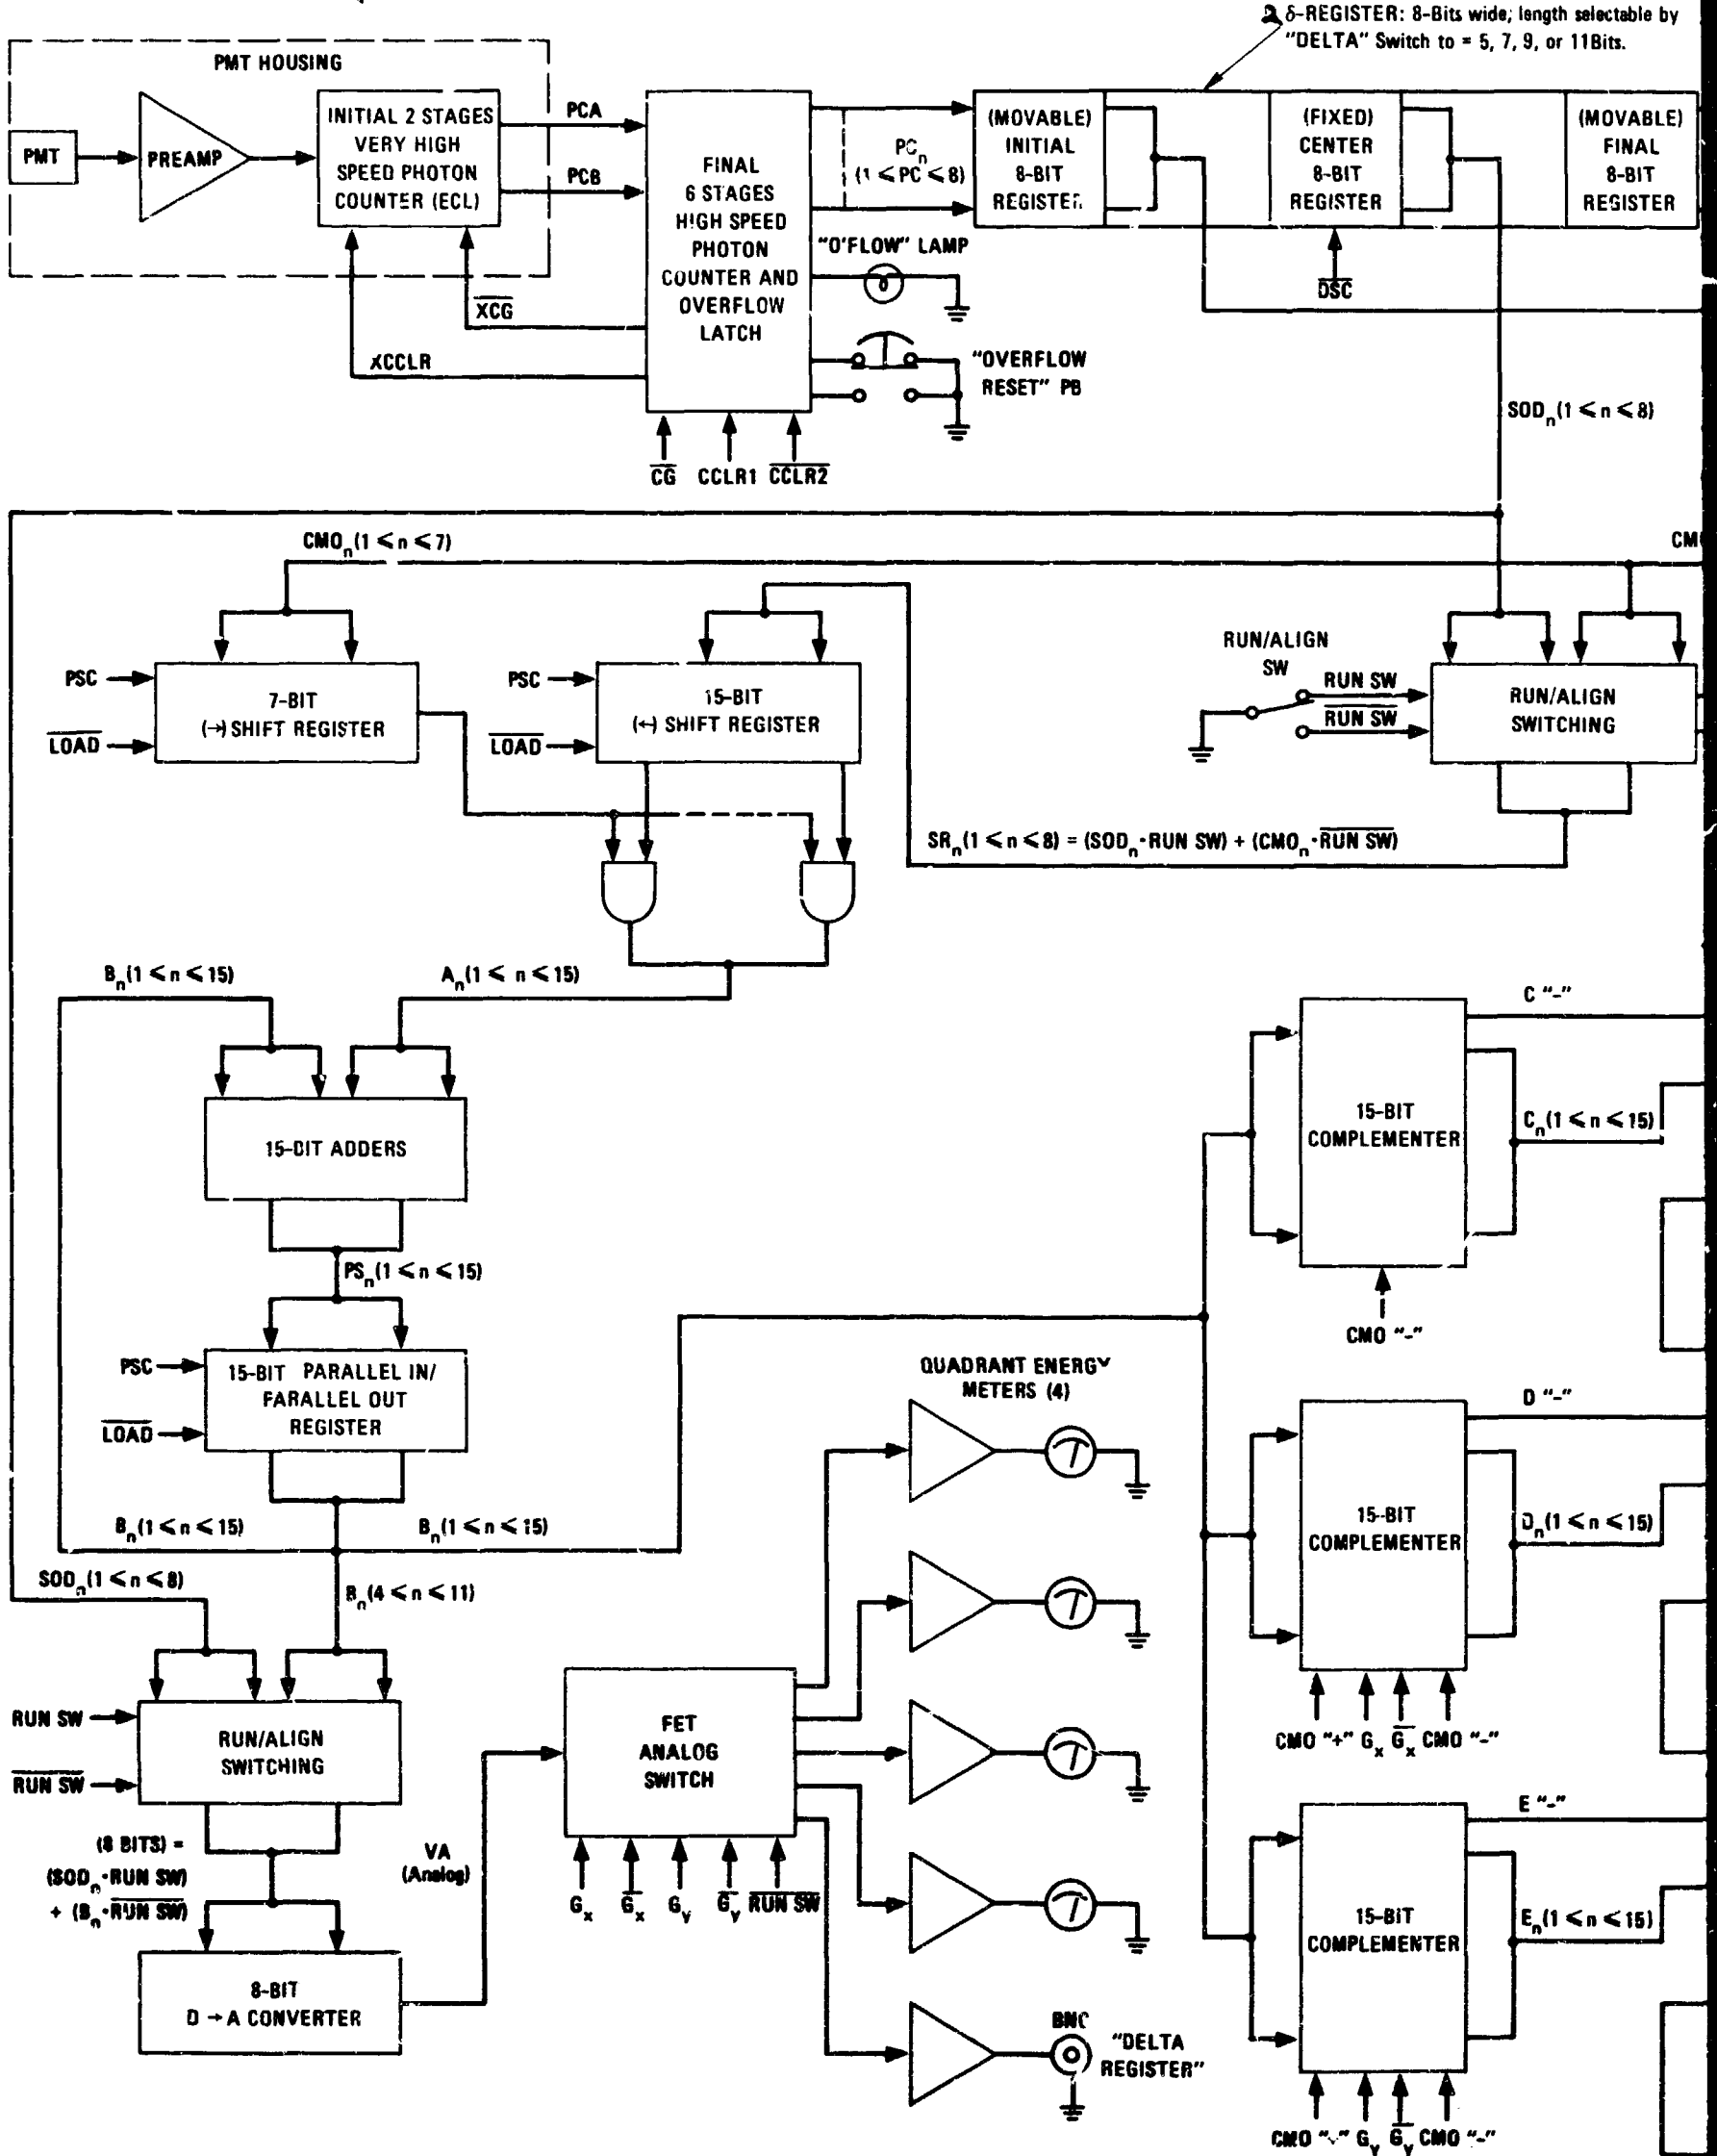 δ-REGISTER: 8-Bits wide; length selectable by
"DELTA" Switch to = 5, 7, 9, or 11Bits.
PMT HOUSING
PMT
PREAMP
INITIAL 2 STAGES
VERY HIGH
SPEED PHOTON
COUNTER (ECL)
PCA
PCB
XCG
XCCLR
FINAL
6 STAGES
HIGH SPEED
PHOTON
COUNTER AND
OVERFLOW
LATCH
CG
CCLR1
CCLR2
PCn
(1 ≤ PC ≤ 8)
"O'FLOW" LAMP
"OVERFLOW
RESET" PB
(MOVABLE)
INITIAL
8-BIT
REGISTER
(FIXED)
CENTER
8-BIT
REGISTER
DSC
(MOVABLE)
FINAL
8-BIT
REGISTER
SODn(1 ≤ n ≤ 8)
CMOn(1 ≤ n ≤ 7)
PSC
LOAD
7-BIT
(→) SHIFT REGISTER
PSC
LOAD
15-BIT
(←) SHIFT REGISTER
RUN/ALIGN
SW
RUN SW
RUN SW
RUN/ALIGN
SWITCHING
SRn(1 ≤ n ≤ 8) = (SODn·RUN SW) + (CMOn·RUN SW)
Bn(1 ≤ n ≤ 15)
An(1 ≤ n ≤ 15)
15-BIT ADDERS
PSn(1 ≤ n ≤ 15)
PSC
LOAD
15-BIT PARALLEL IN/
PARALLEL OUT
REGISTER
Bn(1 ≤ n ≤ 15)
Bn(1 ≤ n ≤ 15)
SODn(1 ≤ n ≤ 8)
Bn(4 ≤ n ≤ 11)
RUN SW
RUN SW
RUN/ALIGN
SWITCHING
(8 BITS) =
(SODn·RUN SW)
+ (Bn·RUN SW)
8-BIT
D → A CONVERTER
VA
(Analog)
FET
ANALOG
SWITCH
Gx Gx Gy Gy RUN SW
QUADRANT ENERGY
METERS (4)
BNC
"DELTA
REGISTER"
15-BIT
COMPLEMENTER
CMO "-"
C "-"
Cn(1 ≤ n ≤ 15)
15-BIT
COMPLEMENTER
CMO "+" Gx Gx CMO "-"
D "-"
Dn(1 ≤ n ≤ 15)
15-BIT
COMPLEMENTER
CMO Gy Gy CMO "-"
E "-"
En(1 ≤ n ≤ 15)